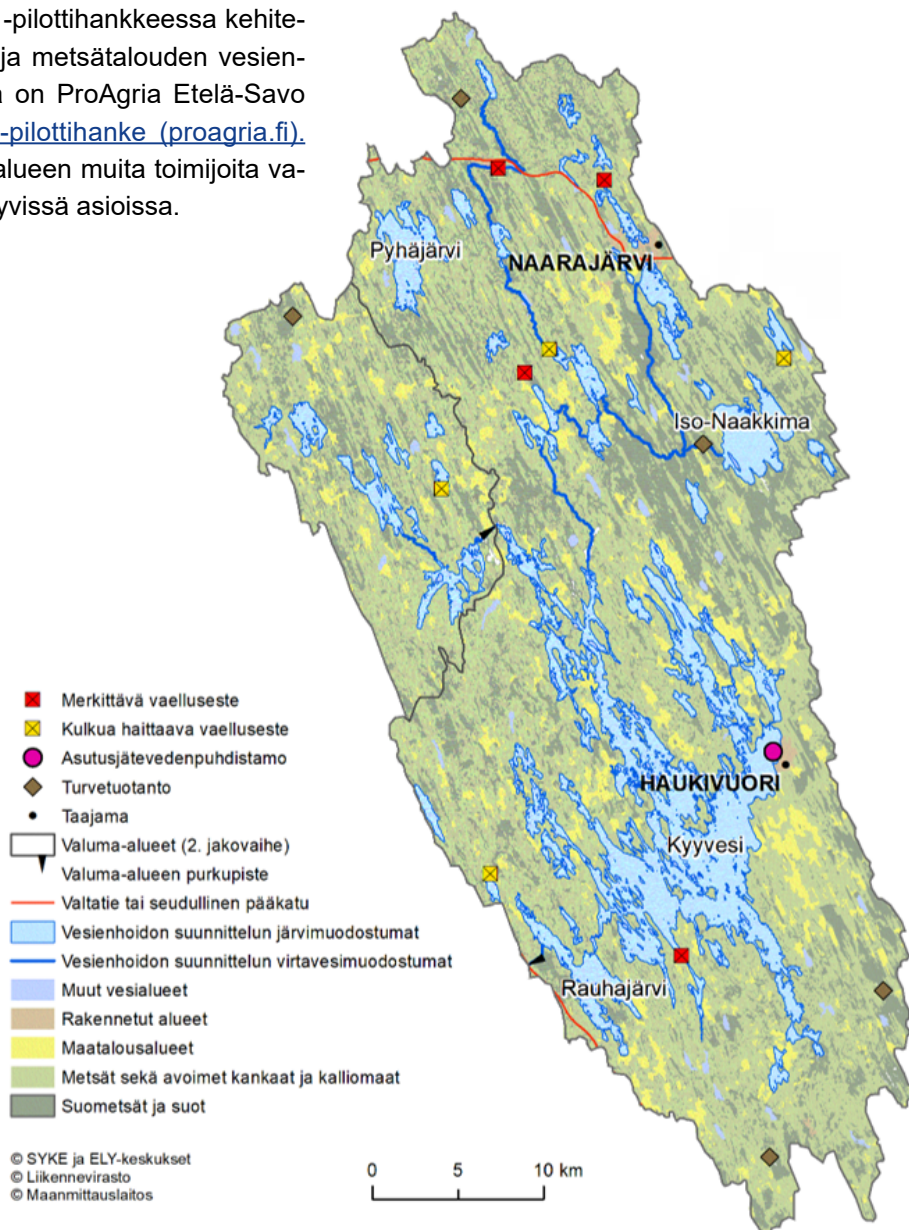 -pilottihankkeessa kehite-
ja metsätalouden vesien-
on ProAgria Etelä-Savo
-pilottihanke (proagria.fi).
alueen muita toimijoita va-
yvissä asioissa.
Pyhäjärvi
NAARAJÄRVI
Iso-Naakkima
HAUKIVUORI
Kyyvesi
Rauhajärvi
Merkittävä vaelluseste
Kulkua haittaava vaelluseste
Asutusjätevedenpuhdistamo
Turvetuotanto
Taajama
Valuma-alueet (2. jakovaihe)
Valuma-alueen purkupiste
Valtatie tai seudullinen pääkatu
Vesienhoidon suunnittelun järvimuodostumat
Vesienhoidon suunnittelun virtavesimuodostumat
Muut vesialueet
Rakennetut alueet
Maatalousalueet
Metsät sekä avoimet kankaat ja kalliomaat
Suometsät ja suot
© SYKE ja ELY-keskukset
© Liikennevirasto
© Maanmittauslaitos
0 5 10 km